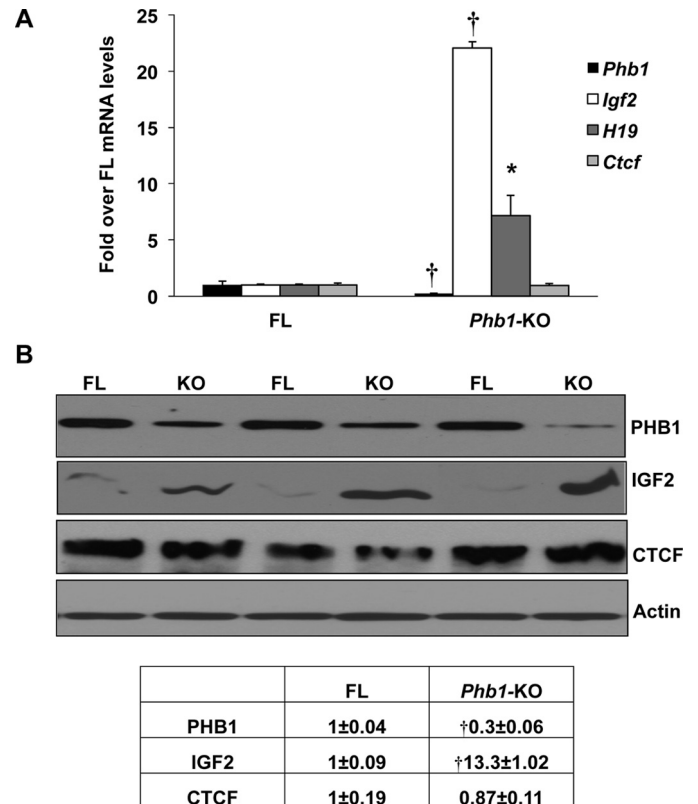 A
Fold over FL mRNA levels
25
20
15
10
5
0
†
†
*
Phb1
Igf2
H19
Ctcf
FL
Phb1-KO
B
FL KO FL KO FL KO
PHB1
IGF2
CTCF
Actin
FL Phb1-KO
PHB1 1±0.04 †0.3±0.06
IGF2 1±0.09 †13.3±1.02
CTCF 1±0.19 0.87±0.11